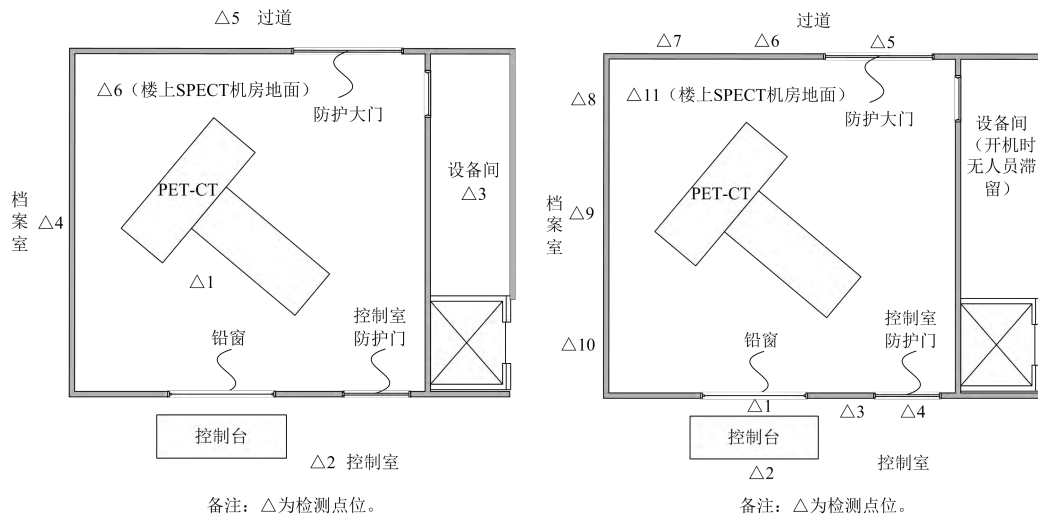 △5 过道
△6（楼上SPECT机房地面）
防护大门
PET-CT
设备间
△3
档
案
室
△4
△1
铅窗
控制室
防护门
控制台
△2 控制室
备注：△为检测点位。
过道
△7
△6
△5
△8
△11（楼上SPECT机房地面）
防护大门
设备间
（开机时
无人员滞
留）
PET-CT
档
案
室
△9
△10
铅窗
控制室
防护门
△1
△3
△4
控制台
△2
控制室
备注：△为检测点位。